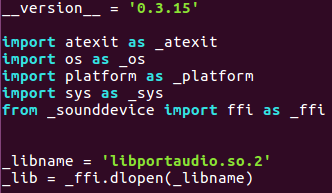 __version__ = '0.3.15'
import atexit as _atexit
import os as _os
import platform as _platform
import sys as _sys
from _sounddevice import ffi as _ffi
_libname = 'libportaudio.so.2'
_lib = _ffi.dlopen(_libname)